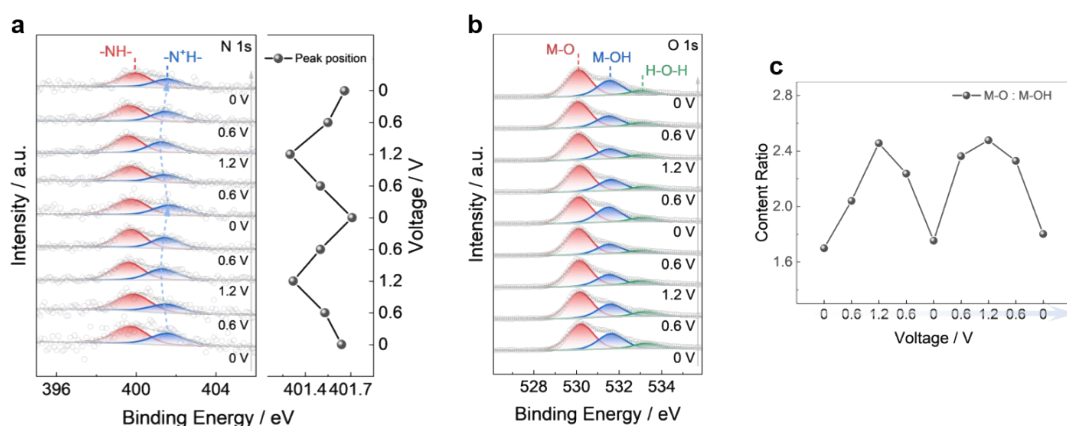 a
N 1s
-NH-
-N⁺H-
0 V
0.6 V
1.2 V
0.6 V
0 V
0.6 V
1.2 V
0.6 V
0 V
396 400 404
Binding Energy / eV
Intensity / a.u.
Peak position
0
0.6
1.2
0.6
0
0.6
1.2
0.6
0
Voltage / V
401.4 401.7
b
O 1s
M-O
M-OH
H-O-H
0 V
0.6 V
1.2 V
0.6 V
0 V
0.6 V
1.2 V
0.6 V
0 V
528 530 532 534
Binding Energy / eV
Intensity / a.u.
c
M-O : M-OH
2.8
2.4
2.0
1.6
Content Ratio
0 0.6 1.2 0.6 0 0.6 1.2 0.6 0
Voltage / V